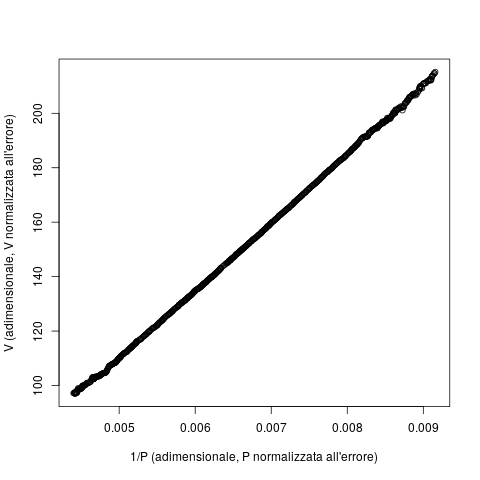 V (adimensionale, V normalizzata all'errore)
200
180
160
140
120
100
0.005 0.006 0.007 0.008 0.009
1/P (adimensionale, P normalizzata all'errore)